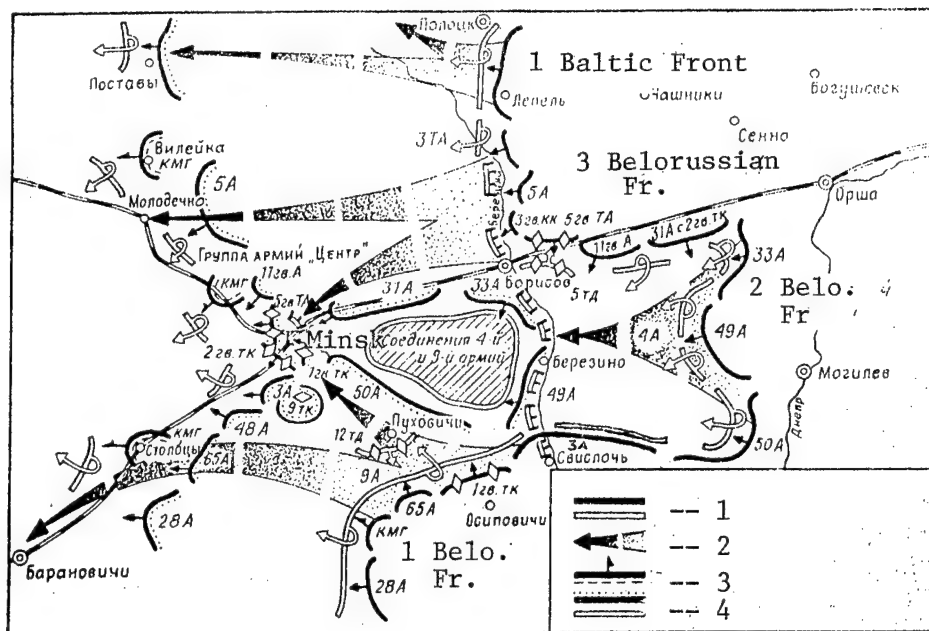 Полоцк
1 Baltic Front
Поставы
Лепель
Чашники
Богушевск
Сенно
3ТА
3 Belorussian
Fr.
Вилейка
КМГ
5А
5А
Молодечно
Орша
3гв.кк 5гв ТА
11гв.А
31А с 2гв.тк
33А
ГРУППА АРМИЙ „ЦЕНТР"
11гв.А
КМГ
5гвТА
31А
33А
Борисов
5тд
2 Belo.
Fr
Minsk
Соединения 4-й
и 9-й армий
4А
49А
2гв.тк
1гв тк
50А
Березино
Могилев
49А
Днепр
3А
9тк
48А
Пуховичи
12тд
КМГ
Столбцы
65А
9А
3А
Свислочь
50А
1гв.тк
65А
Осиповичи
28А
КМГ
1 Belo.
Fr.
28А
Барановичи
-- 1
-- 2
-- 3
-- 4